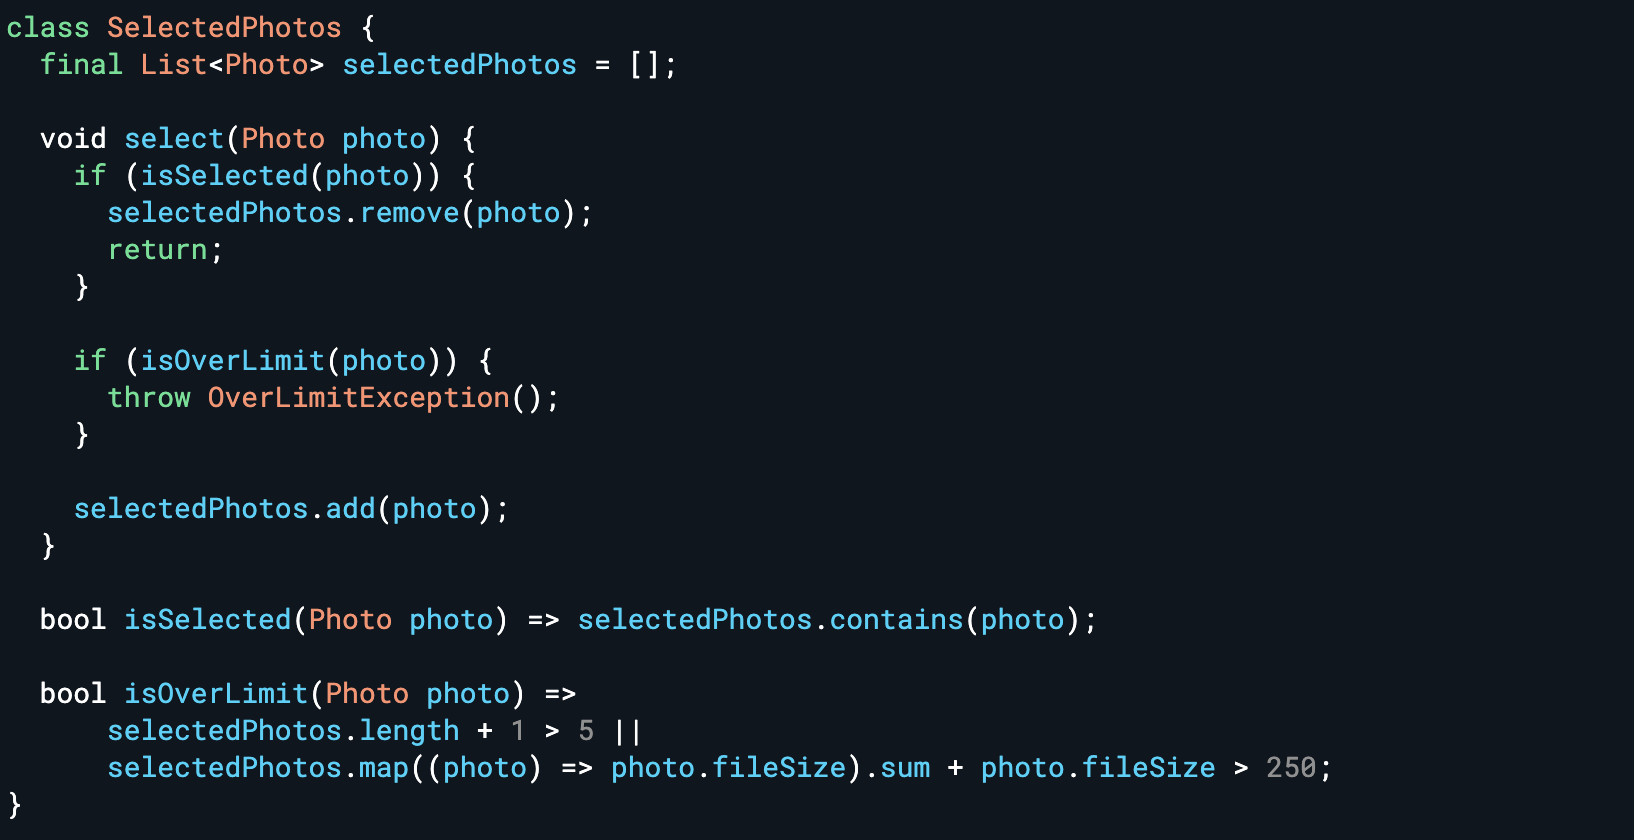 class SelectedPhotos {
  final List<Photo> selectedPhotos = [];

  void select(Photo photo) {
    if (isSelected(photo)) {
      selectedPhotos.remove(photo);
      return;
    }

    if (isOverLimit(photo)) {
      throw OverLimitException();
    }

    selectedPhotos.add(photo);
  }

  bool isSelected(Photo photo) => selectedPhotos.contains(photo);

  bool isOverLimit(Photo photo) =>
      selectedPhotos.length + 1 > 5 ||
      selectedPhotos.map((photo) => photo.fileSize).sum + photo.fileSize > 250;
}